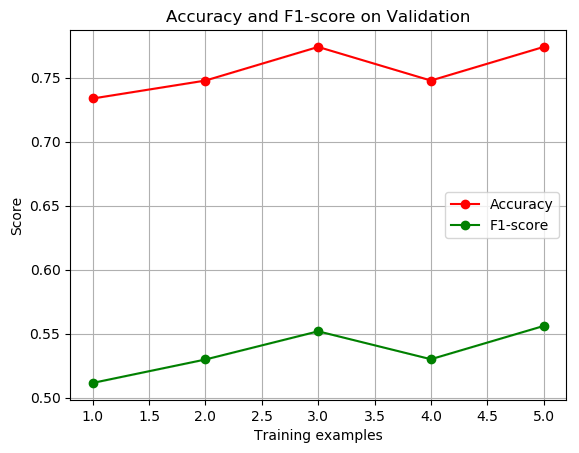 Accuracy and F1-score on Validation
Score
0.75
0.70
0.65
0.60
0.55
0.50
Accuracy
F1-score
1.0 1.5 2.0 2.5 3.0 3.5 4.0 4.5 5.0
Training examples